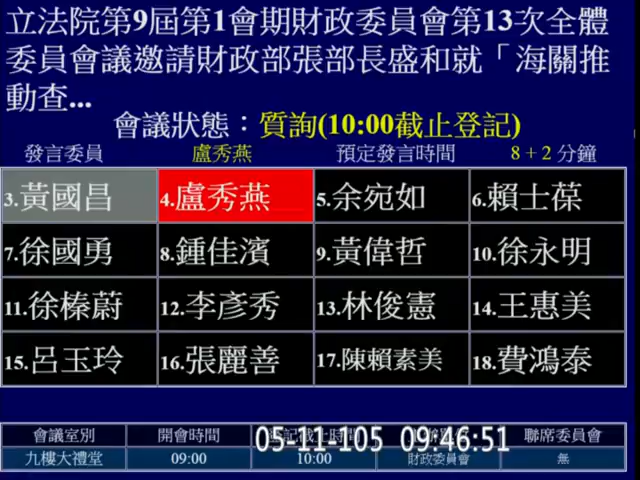 立法院第9屆第1會期財政委員會第13次全體
委員會議邀請財政部張部長盛和就「海關推
動查...
會議狀態：質詢(10:00截止登記)
發言委員 盧秀燕 預定發言時間 8 + 2 分鐘
3.黃國昌 4.盧秀燕 5.余宛如 6.賴士葆
7.徐國勇 8.鍾佳濱 9.黃偉哲 10.徐永明
11.徐榛蔚 12.李彥秀 13.林俊憲 14.王惠美
15.呂玉玲 16.張麗善 17.陳賴素美 18.費鴻泰
會議室別 開會時間 登記截止時間 聯席委員會
05-11-105 09:46:51
九樓大禮堂 09:00 10:00 財政委員會 無